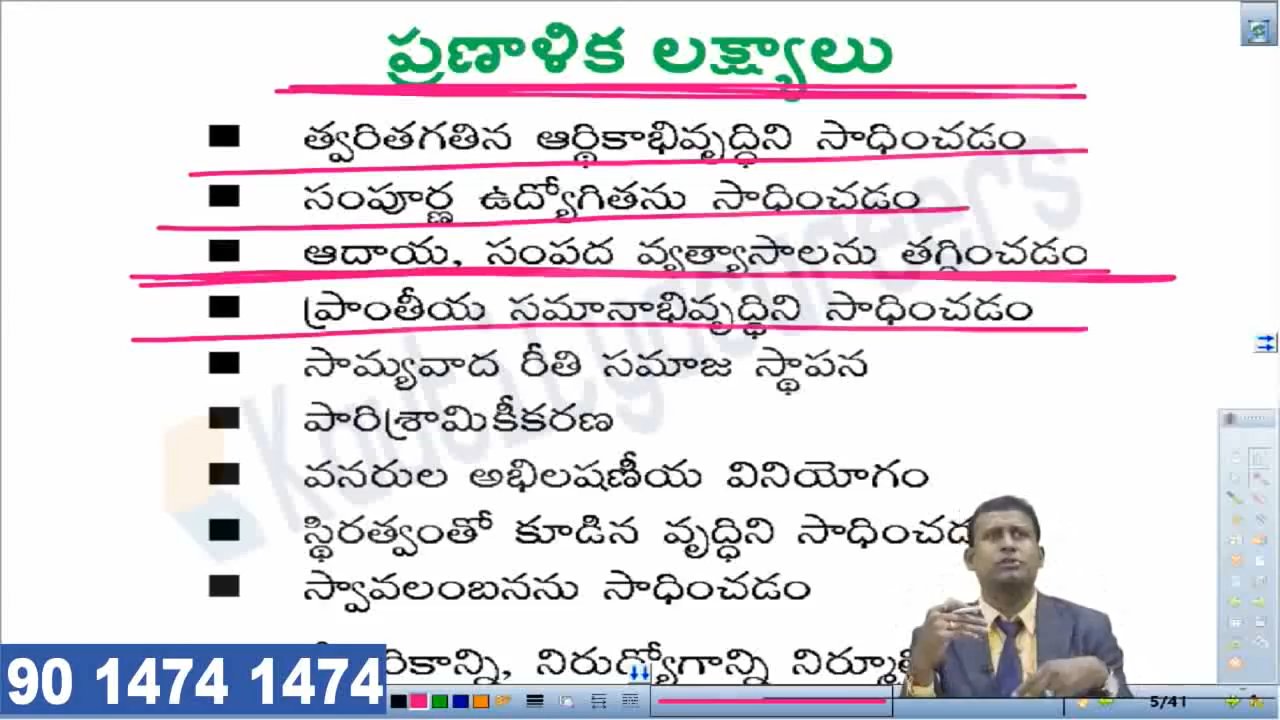 ప్రణాళిక లక్ష్యాలు
త్వరితగతిన ఆర్థికాభివృద్ధిని సాధించడం
సంపూర్ణ ఉద్యోగితను సాధించడం
ఆదాయ, సంపద వ్యత్యాసాలను తగ్గించడం
ప్రాంతీయ సమానాభివృద్ధిని సాధించడం
సామ్యవాద రీతి సమాజ స్థాపన
పారిశ్రామికీకరణ
వనరుల అభిలషణీయ వినియోగం
స్థిరత్వంతో కూడిన వృద్ధిని
స్వావలంబనను సాధించడం
నిరుద్యోగాన్ని
90 1474 1474
5/41